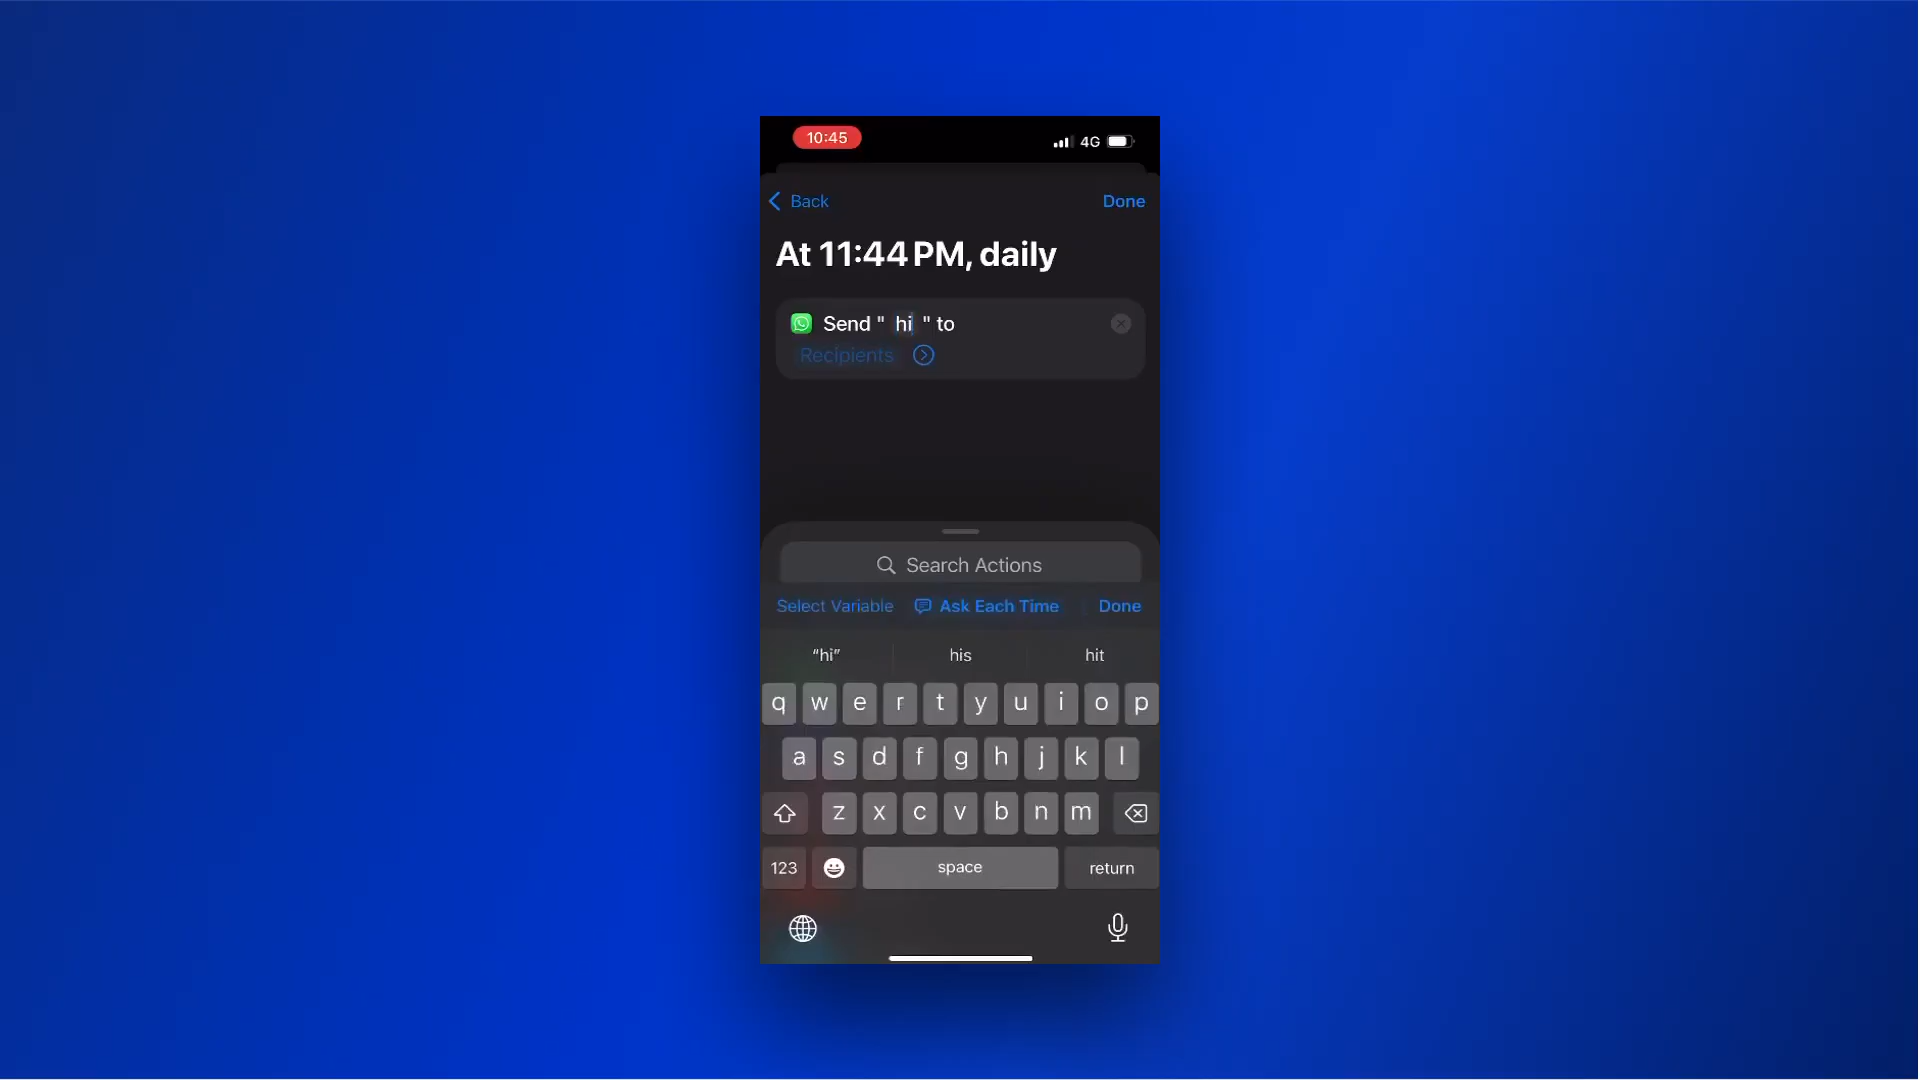 10:45 4G
Back Done
At 11:44 PM, daily
Send " hi " to
Recipients
Search Actions
Select Variable Ask Each Time Done
“hi” his hit
q w e r t y u i o p
a s d f g h j k l
z x c v b n m
123 space return